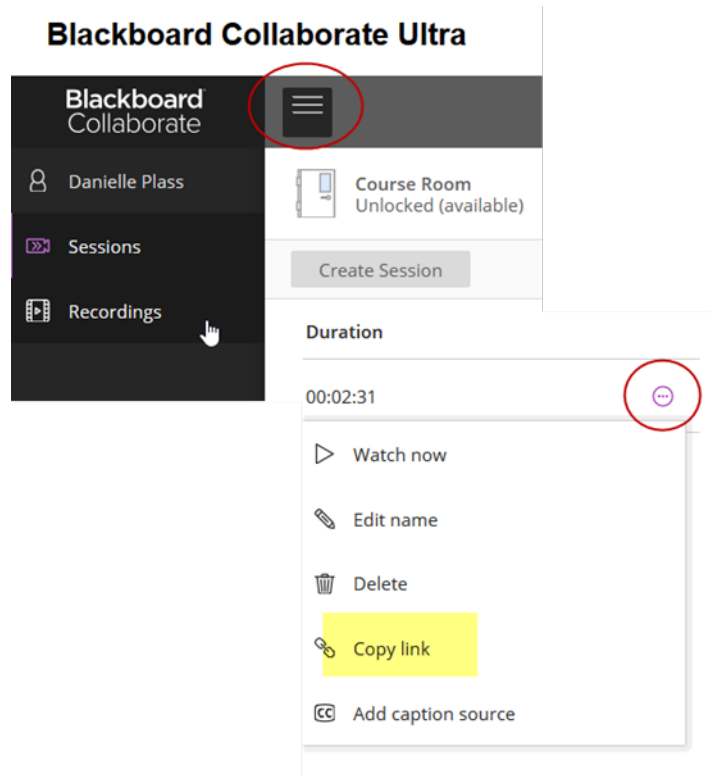 Blackboard Collaborate Ultra
Blackboard
Collaborate
Danielle Plass
Sessions
Recordings
Course Room
Unlocked (available)
Create Session
Duration
00:02:31
Watch now
Edit name
Delete
Copy link
CC Add caption source